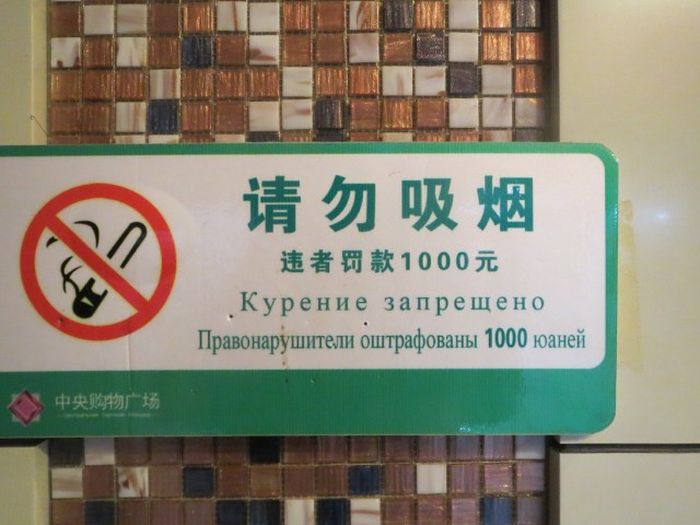 请勿吸烟
违者罚款1000元
Курение запрещено
Правонарушители оштрафованы 1000 юаней
中央购物广场